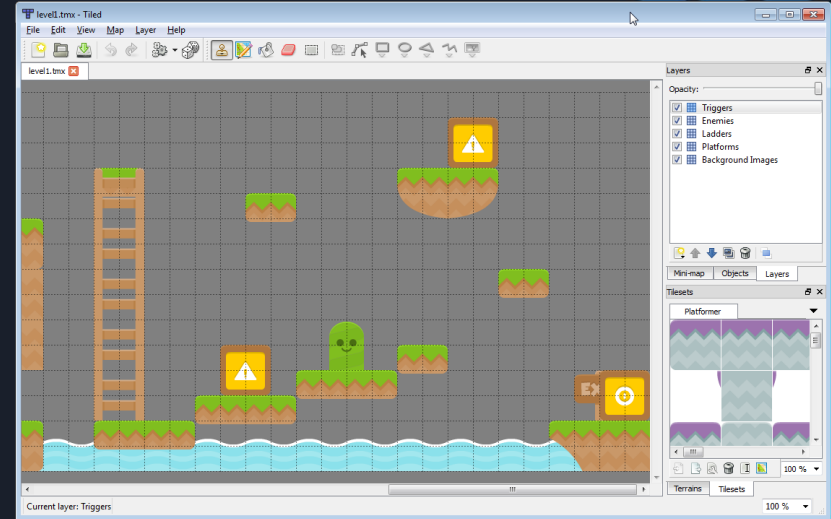 level1.tmx - Tiled
File Edit View Map Layer Help
level1.tmx
Layers
Opacity:
Triggers
Enemies
Ladders
Platforms
Background Images
Mini-map Objects Layers
Tilesets
Platformer
EX
100 %
Terrains Tilesets
Current layer: Triggers
100 %